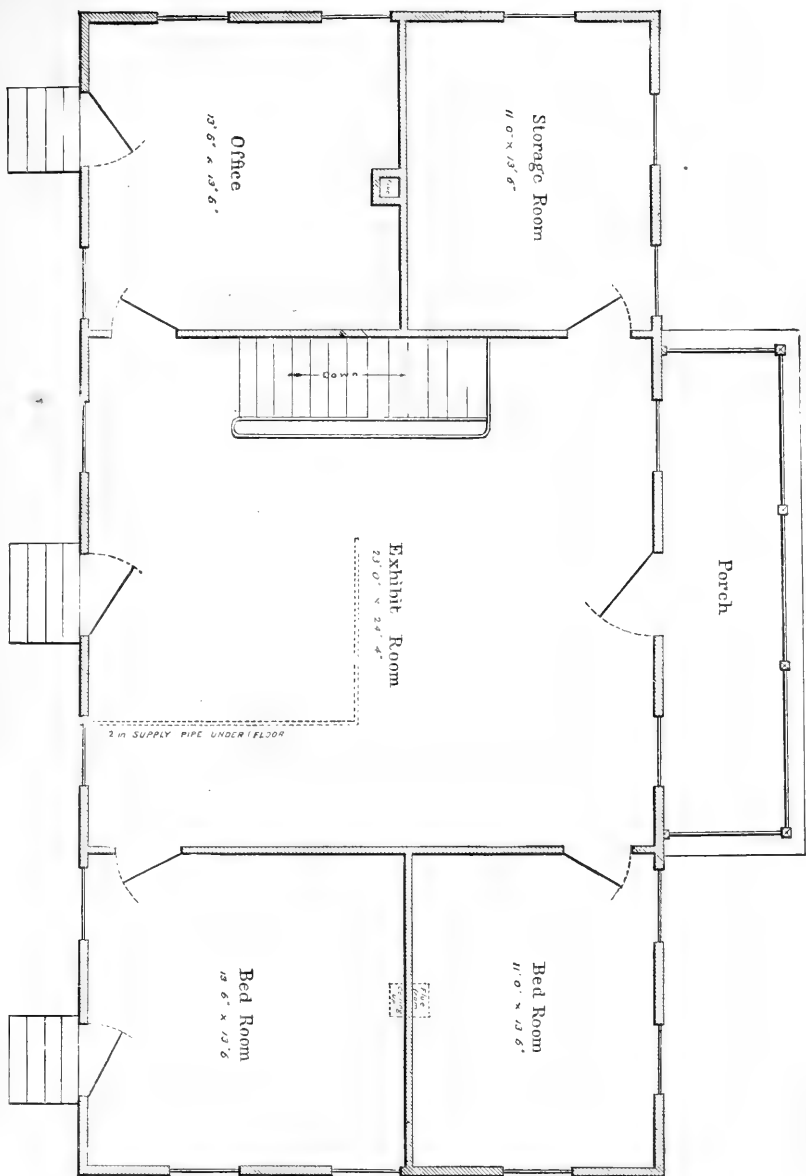 Storage Room
11' 0" x 13' 6"
Office
13' 6" x 13' 6"
Flue
Down
Porch
Exhibit Room
23' 0" x 24' 4"
2 in SUPPLY PIPE UNDER FLOOR
Bed Room
11' 0" x 13' 6"
Flue
from
Bed Room
13' 6" x 13' 6